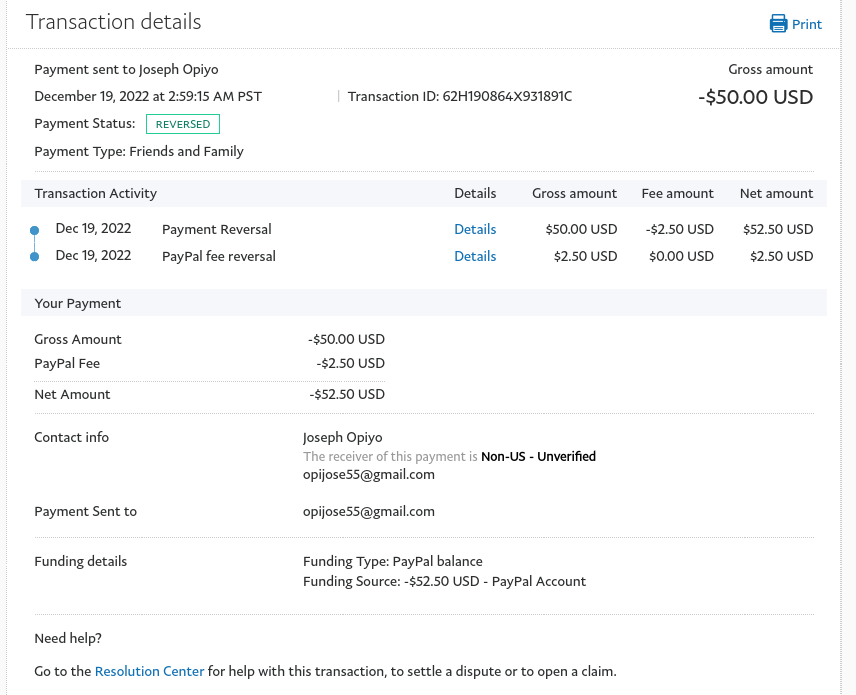 Transaction details
Print
Payment sent to Joseph Opiyo
Gross amount
December 19, 2022 at 2:59:15 AM PST | Transaction ID: 62H190864X931891C
-$50.00 USD
Payment Status: REVERSED
Payment Type: Friends and Family
Transaction Activity Details Gross amount Fee amount Net amount
Dec 19, 2022 Payment Reversal Details $50.00 USD -$2.50 USD $52.50 USD
Dec 19, 2022 PayPal fee reversal Details $2.50 USD $0.00 USD $2.50 USD
Your Payment
Gross Amount -$50.00 USD
PayPal Fee -$2.50 USD
Net Amount -$52.50 USD
Contact info Joseph Opiyo
The receiver of this payment is Non-US - Unverified
opijose55@gmail.com
Payment Sent to opijose55@gmail.com
Funding details Funding Type: PayPal balance
Funding Source: -$52.50 USD - PayPal Account
Need help?
Go to the Resolution Center for help with this transaction, to settle a dispute or to open a claim.